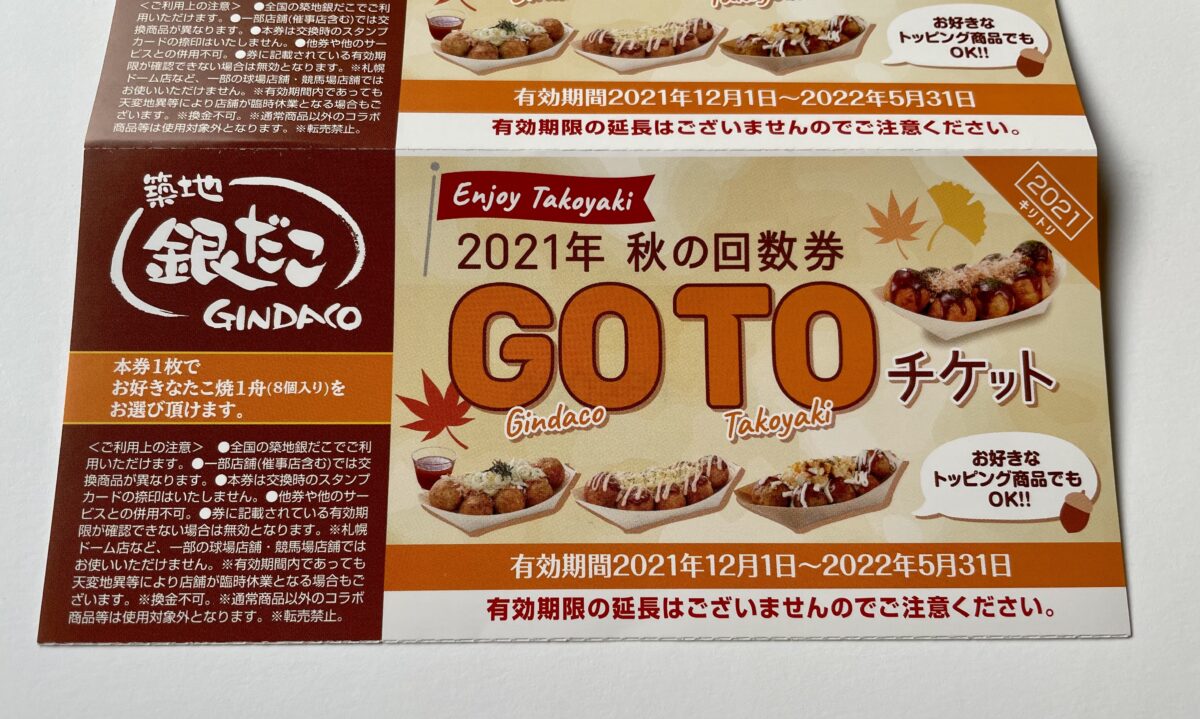 <ご利用上の注意> ●全国の築地銀だこでご利
用いただけます。●一部店舗(催事店含む)では交
換商品が異なります。●本券は交換時のスタンプ
カードの捺印はいたしません。●他券や他のサー
ビスとの併用不可。●券に記載されている有効期
限が確認できない場合は無効となります。※札幌
ドーム店など、一部の球場店舗・競馬場店舗では
お使いいただけません。※有効期間内であっても
天変地異等により店舗が臨時休業となる場合もご
ざいます。※換金不可。※通常商品以外のコラボ
商品等は使用対象外となります。※転売禁止。
お好きな
トッピング商品でも
OK!!
有効期間2021年12月1日〜2022年5月31日
有効期限の延長はございませんのでご注意ください。
築地
銀だこ
GINDACO
本券1枚で
お好きなたこ焼1舟(8個入り)を
お選び頂けます。
<ご利用上の注意> ●全国の築地銀だこでご利
用いただけます。●一部店舗(催事店含む)では交
換商品が異なります。●本券は交換時のスタンプ
カードの捺印はいたしません。●他券や他のサー
ビスとの併用不可。●券に記載されている有効期
限が確認できない場合は無効となります。※札幌
ドーム店など、一部の球場店舗・競馬場店舗では
お使いいただけません。※有効期間内であっても
天変地異等により店舗が臨時休業となる場合もご
ざいます。※換金不可。※通常商品以外のコラボ
商品等は使用対象外となります。※転売禁止。
Enjoy Takoyaki
2021年 秋の回数券
GO TO
チケット
Gindaco Takoyaki
2021
キリトリ
お好きな
トッピング商品でも
OK!!
有効期間2021年12月1日〜2022年5月31日
有効期限の延長はございませんのでご注意ください。